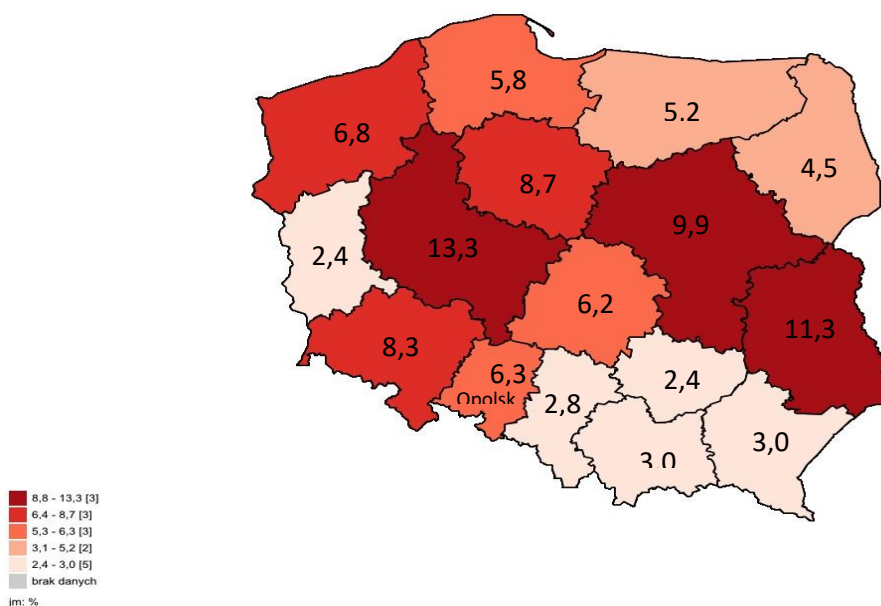 5,8
5.2
6,8
4,5
8,7
9,9
13,3
2,4
6,2
11,3
8,3
6,3
Opolsk
2,4
2,8
3,0
3,0
8,8 - 13,3 [3]
6,4 - 8,7 [3]
5,3 - 6,3 [3]
3,1 - 5,2 [2]
2,4 - 3,0 [5]
brak danych
jm: %